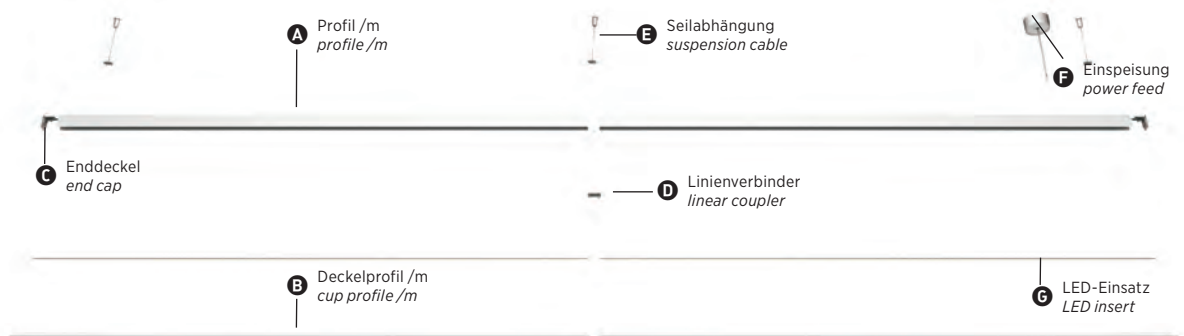 A Profil /m
profile /m
E Seilabhängung
suspension cable
F Einspeisung
power feed
C Enddeckel
end cap
D Linienverbinder
linear coupler
B Deckelprofil /m
cup profile /m
G LED-Einsatz
LED insert